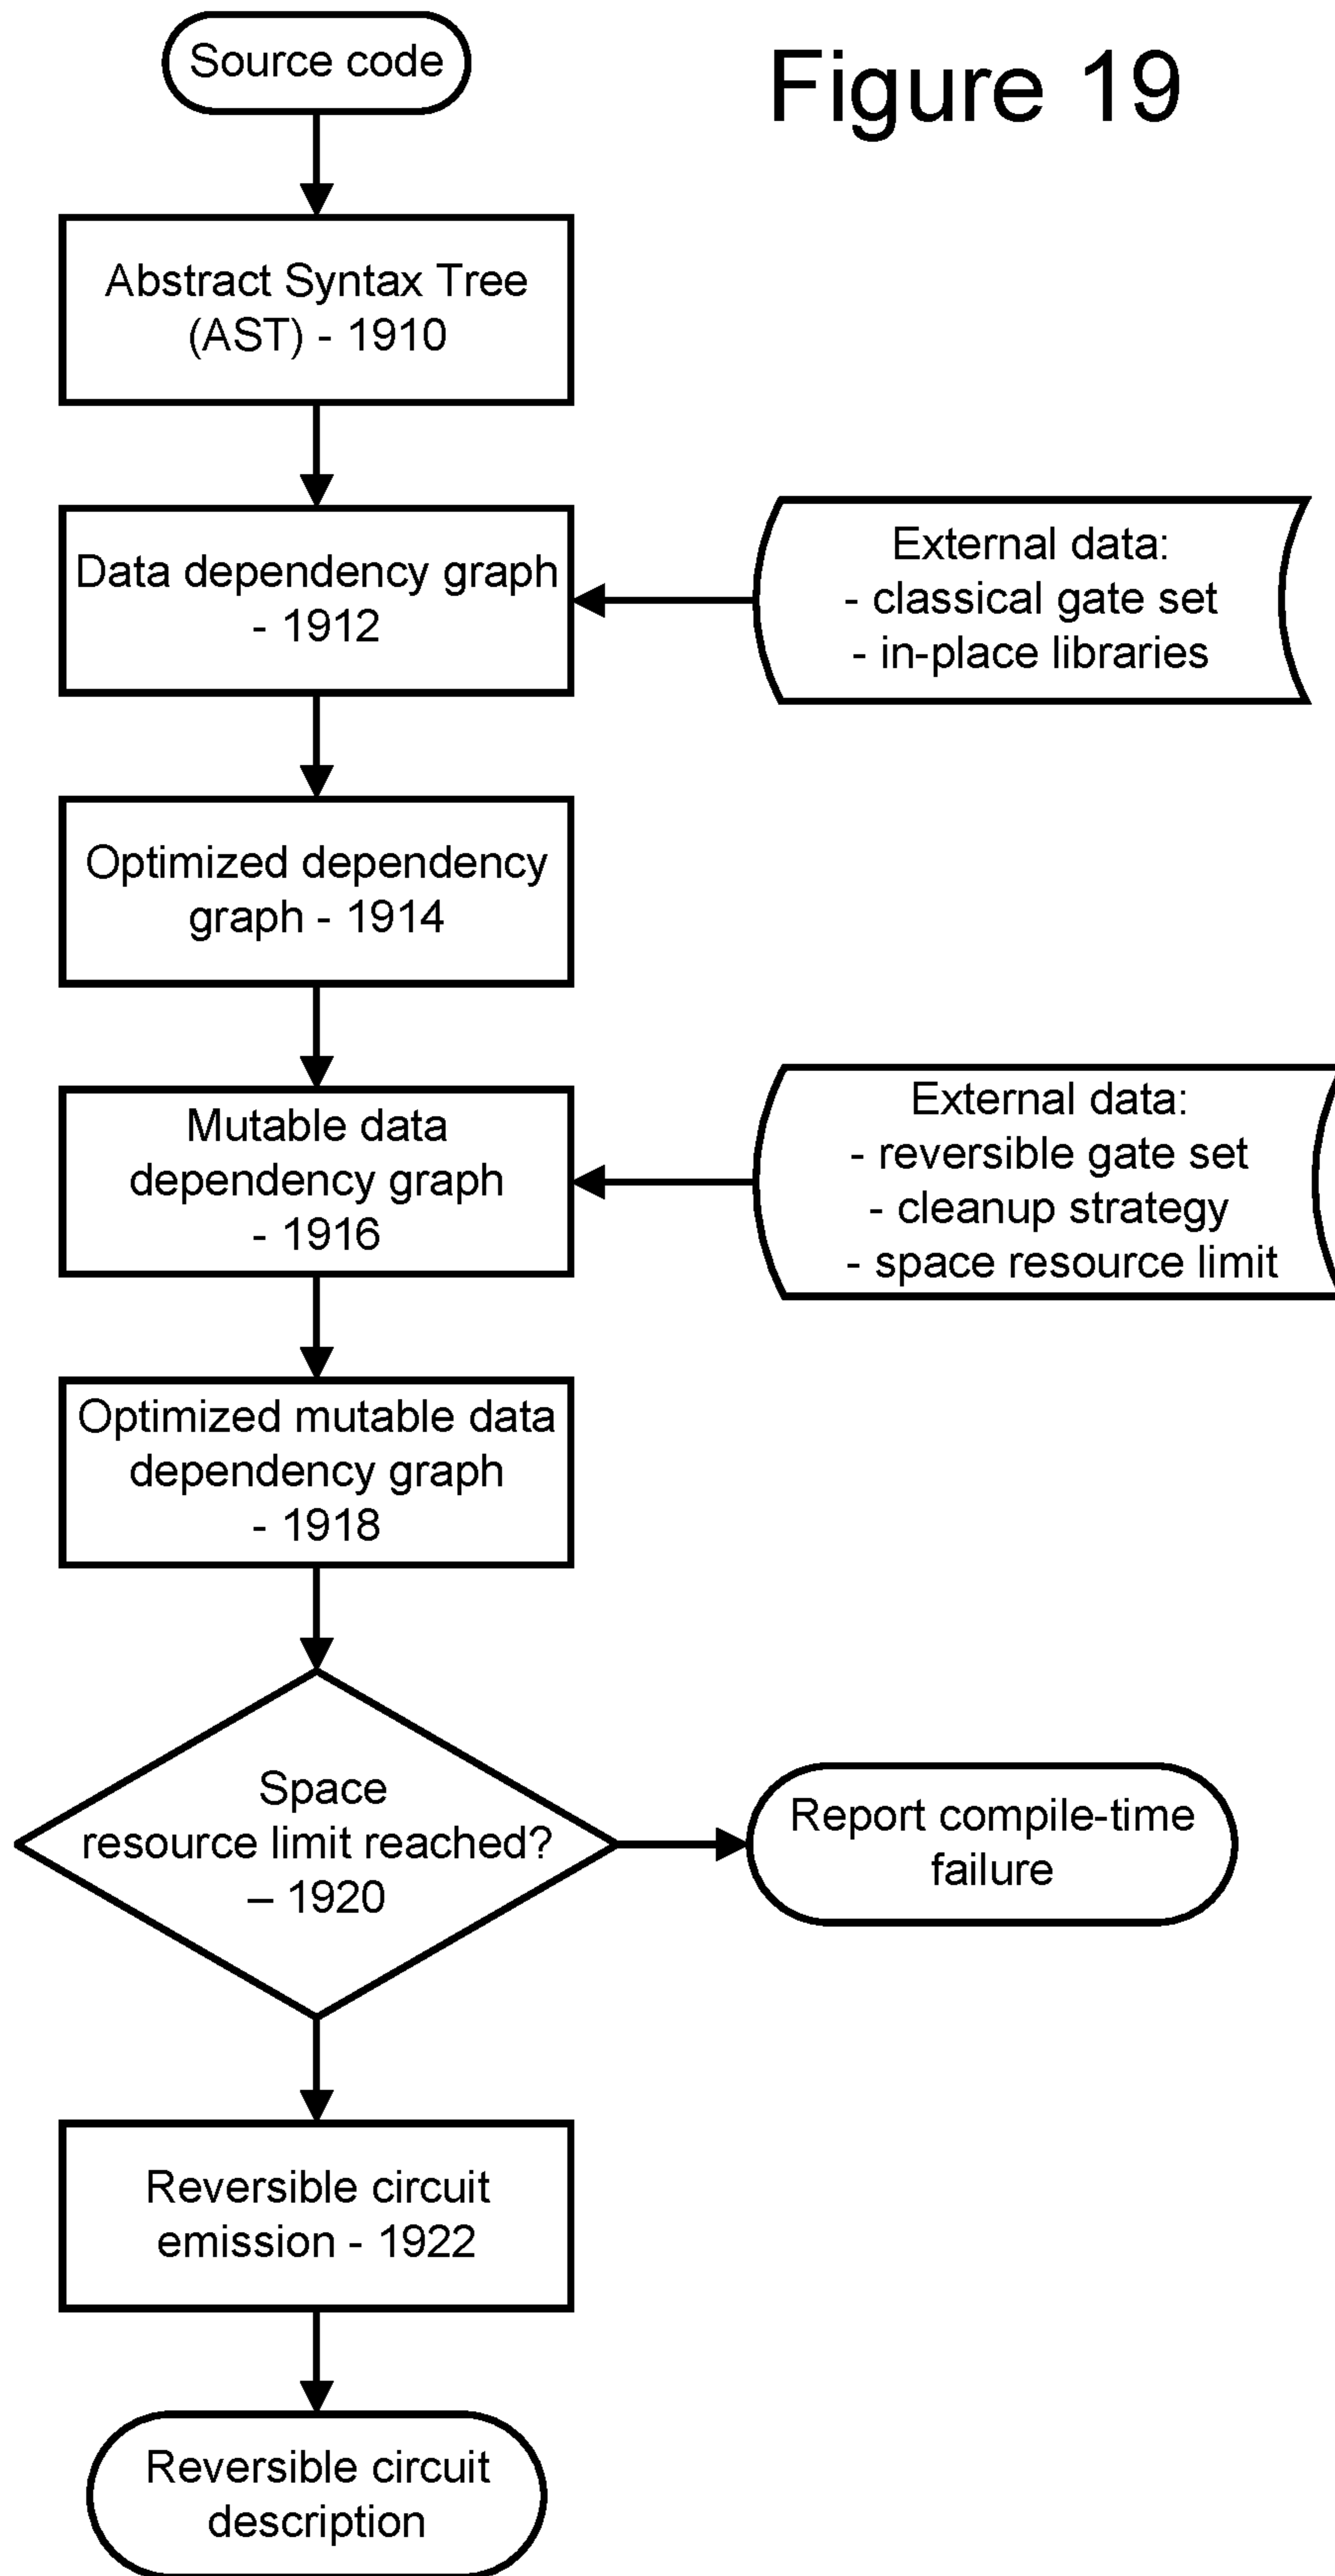 Source code
Figure 19
Abstract Syntax Tree
(AST) - 1910
Data dependency graph
- 1912
External data:
- classical gate set
- in-place libraries
Optimized dependency
graph - 1914
Mutable data
dependency graph
- 1916
External data:
- reversible gate set
- cleanup strategy
- space resource limit
Optimized mutable data
dependency graph
- 1918
Space
resource limit reached?
– 1920
Report compile-time
failure
Reversible circuit
emission - 1922
Reversible circuit
description